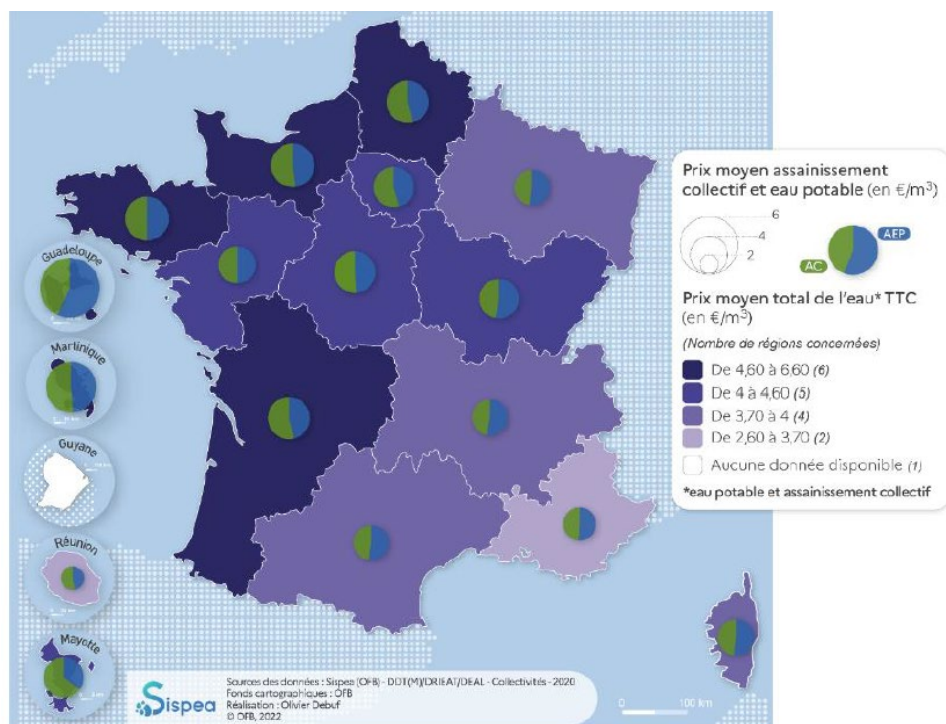 Guadeloupe
Martinique
Guyane
Réunion
Mayotte
Prix moyen assainissement
collectif et eau potable (en €/m³)
6
4
2
AEP
AC
Prix moyen total de l'eau* TTC
(en €/m³)
(Nombre de régions concernées)
De 4,60 à 6,60 (6)
De 4 à 4,60 (5)
De 3,70 à 4 (4)
De 2,60 à 3,70 (2)
Aucune donnée disponible (1)
*eau potable et assainissement collectif
Sispea
Sources des données : Sispea (OFB) - DDT(M)/DRIEAT/DEAL - Collectivités - 2020
Fonds cartographiques : OFB
Réalisation : Olivier Debuf
© OFB, 2022
0 100 km